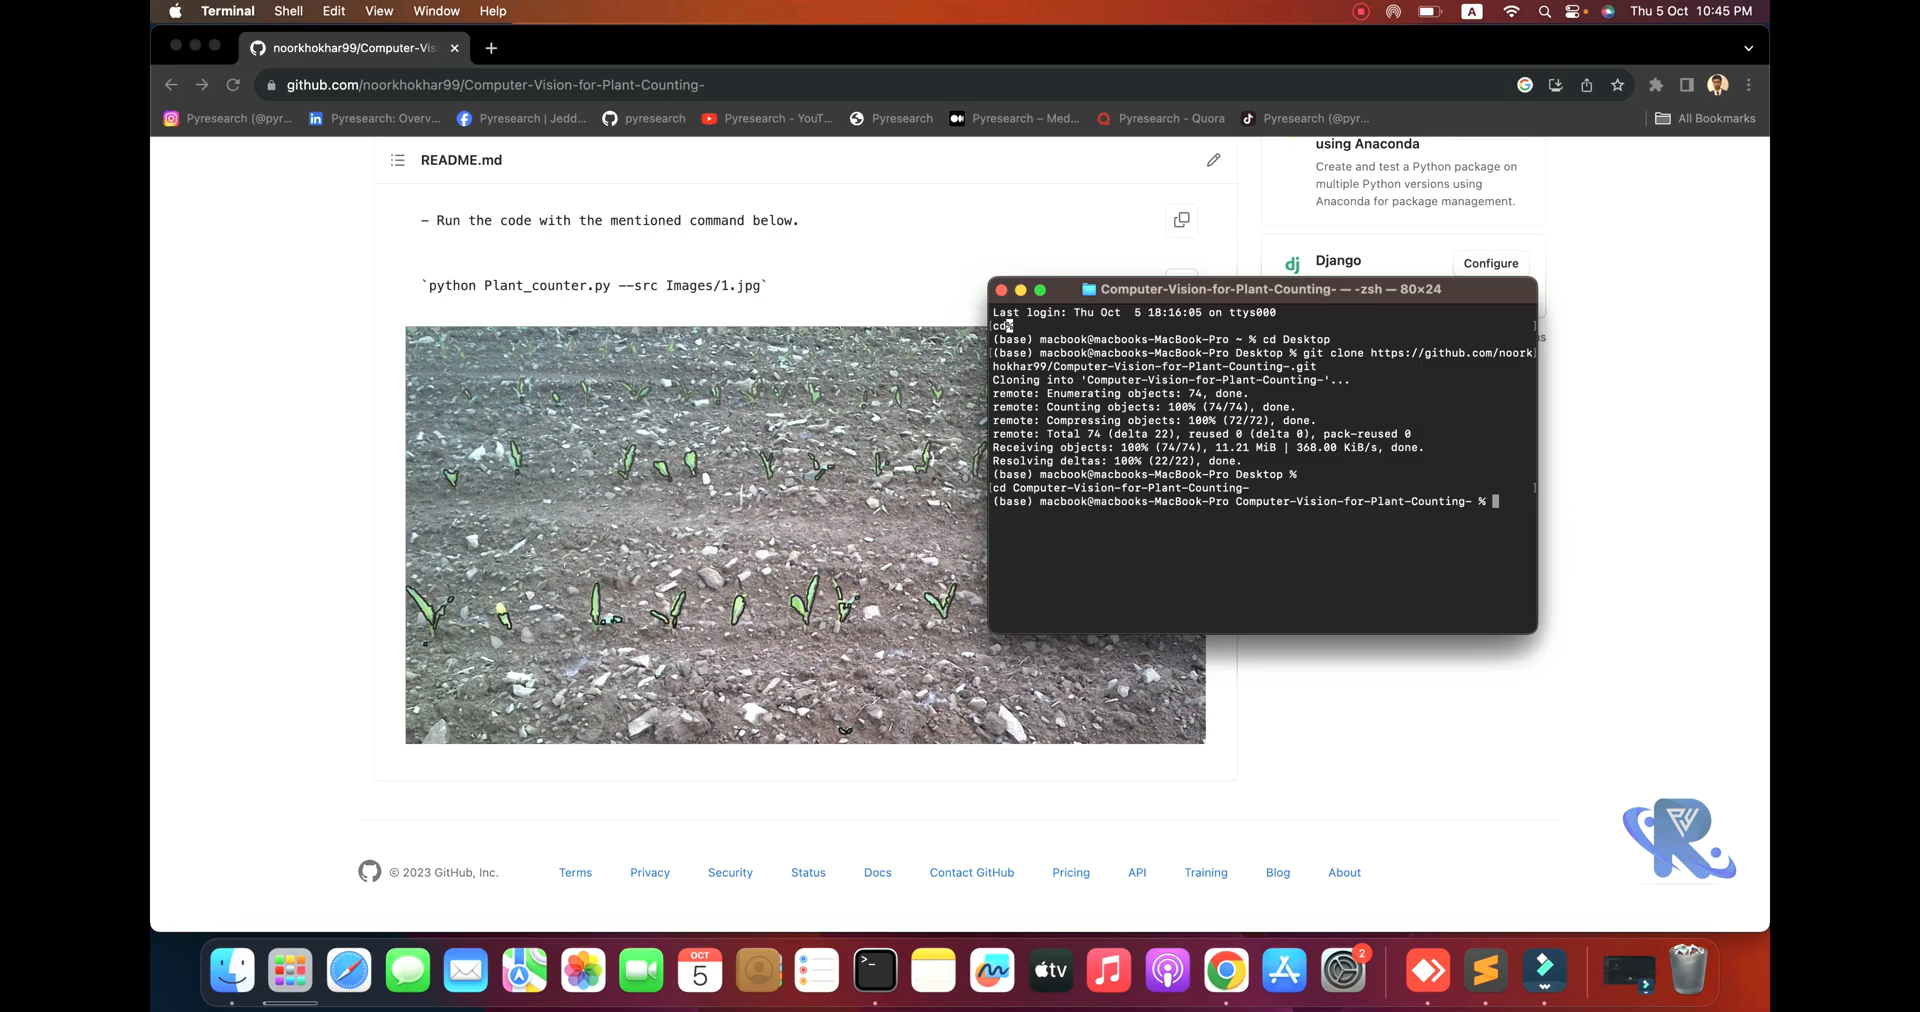 Terminal Shell Edit View Window Help
A
Thu 5 Oct 10:45 PM
noorkhokhar99/Computer-Vis
github.com/noorkhokhar99/Computer-Vision-for-Plant-Counting-
Pyresearch (@pyr...
Pyresearch: Overv...
Pyresearch | Jedd...
pyresearch
Pyresearch - YouT...
Pyresearch
Pyresearch – Med...
Pyresearch - Quora
Pyresearch (@pyr...
All Bookmarks
README.md
using Anaconda
Create and test a Python package on
multiple Python versions using
Anaconda for package management.
- Run the code with the mentioned command below.
`python Plant_counter.py --src Images/1.jpg`
dj
Django
Configure
ns
Computer-Vision-for-Plant-Counting- — -zsh — 80×24
Last login: Thu Oct  5 18:16:05 on ttys000
[cd%
]
(base) macbook@macbooks-MacBook-Pro ~ % cd Desktop
[(base) macbook@macbooks-MacBook-Pro Desktop % git clone https://github.com/noork]
hokhar99/Computer-Vision-for-Plant-Counting-.git
Cloning into 'Computer-Vision-for-Plant-Counting-'...
remote: Enumerating objects: 74, done.
remote: Counting objects: 100% (74/74), done.
remote: Compressing objects: 100% (72/72), done.
remote: Total 74 (delta 22), reused 0 (delta 0), pack-reused 0
Receiving objects: 100% (74/74), 11.21 MiB | 368.00 KiB/s, done.
Resolving deltas: 100% (22/22), done.
(base) macbook@macbooks-MacBook-Pro Desktop %
[cd Computer-Vision-for-Plant-Counting-
]
(base) macbook@macbooks-MacBook-Pro Computer-Vision-for-Plant-Counting- %
© 2023 GitHub, Inc.
Terms
Privacy
Security
Status
Docs
Contact GitHub
Pricing
API
Training
Blog
About
OCT
5
tv
2